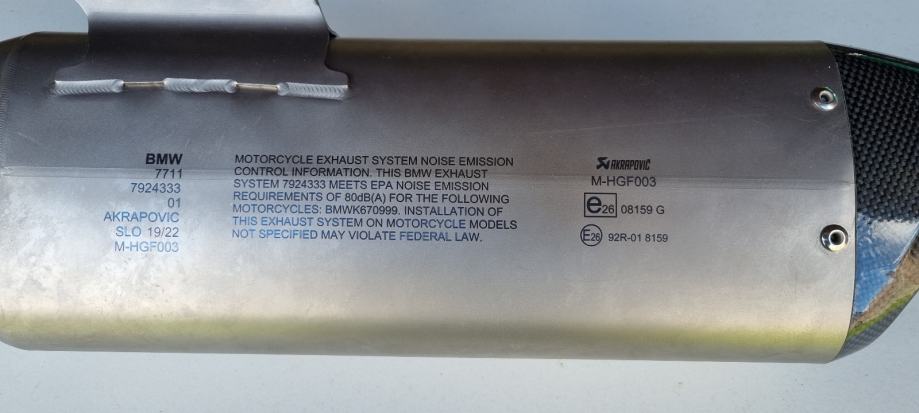 BMW
7711
7924333
01
AKRAPOVIC
SLO 19/22
M-HGF003
MOTORCYCLE EXHAUST SYSTEM NOISE EMISSION
CONTROL INFORMATION. THIS BMW EXHAUST
SYSTEM 7924333 MEETS EPA NOISE EMISSION
REQUIREMENTS OF 80dB(A) FOR THE FOLLOWING
MOTORCYCLES: BMWK670999. INSTALLATION OF
THIS EXHAUST SYSTEM ON MOTORCYCLE MODELS
NOT SPECIFIED MAY VIOLATE FEDERAL LAW.
AKRAPOVIČ
M-HGF003
e26 08159 G
E26 92R-01 8159